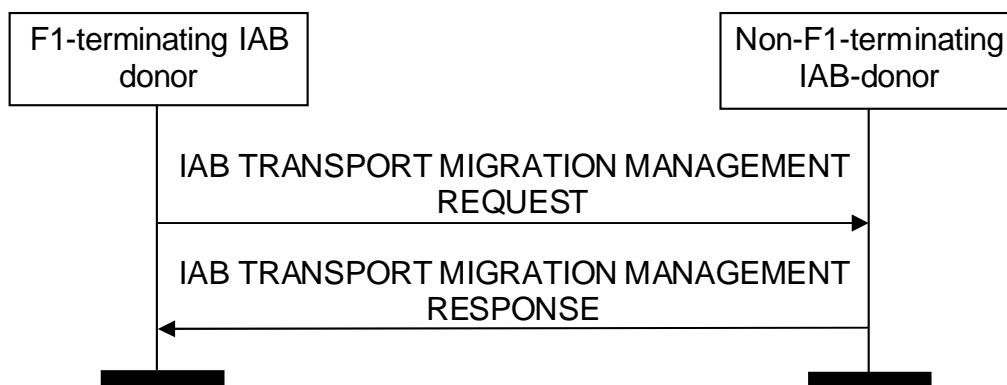 F1-terminating IAB
donor
Non-F1-terminating
IAB-donor
IAB TRANSPORT MIGRATION MANAGEMENT
REQUEST
IAB TRANSPORT MIGRATION MANAGEMENT
RESPONSE